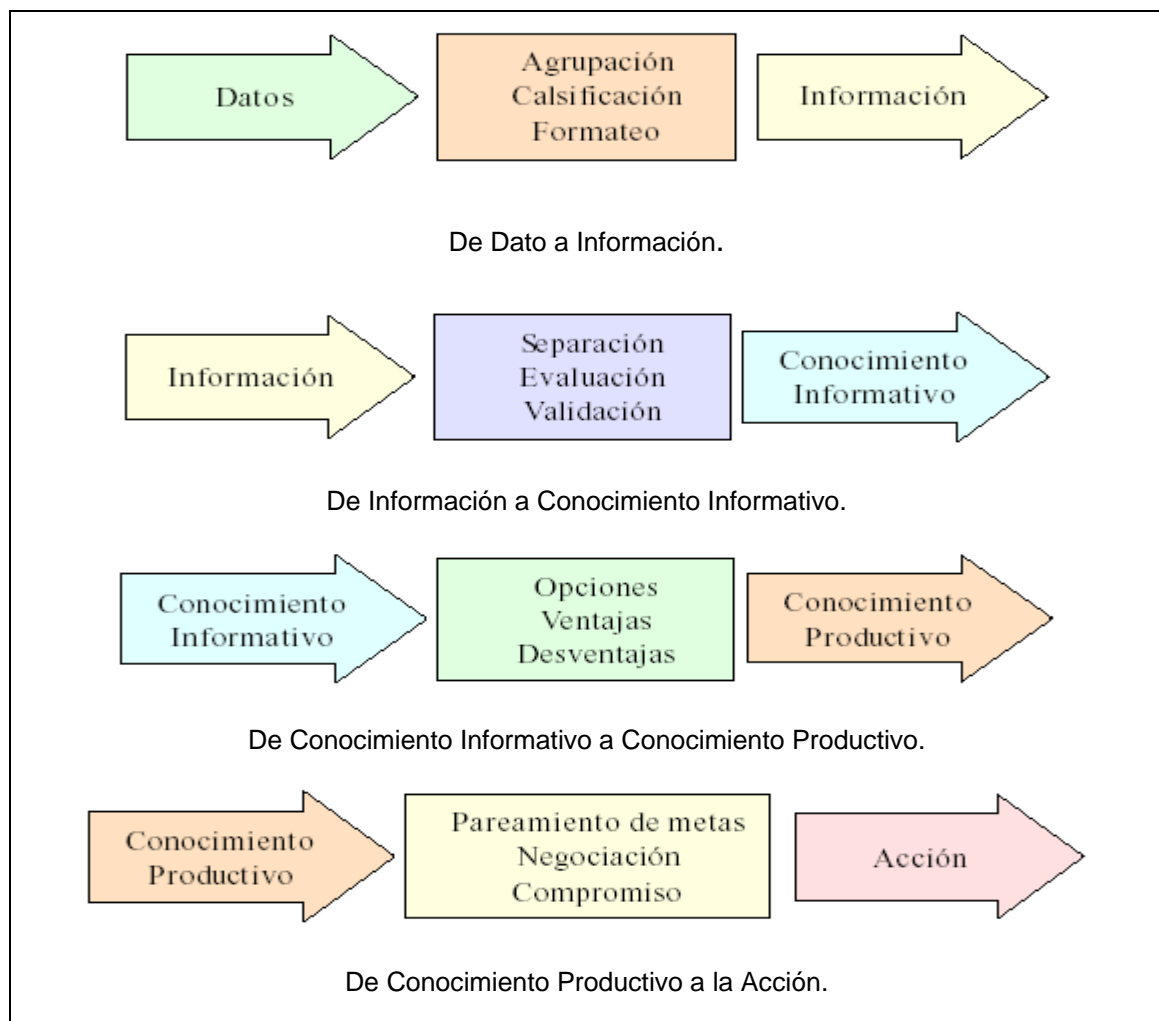 Datos
Agrupación
Calsificación
Formateo
Información
De Dato a Información.
Información
Separación
Evaluación
Validación
Conocimiento
Informativo
De Información a Conocimiento Informativo.
Conocimiento
Informativo
Opciones
Ventajas
Desventajas
Conocimiento
Productivo
De Conocimiento Informativo a Conocimiento Productivo.
Conocimiento
Productivo
Pareamiento de metas
Negociación
Compromiso
Acción
De Conocimiento Productivo a la Acción.